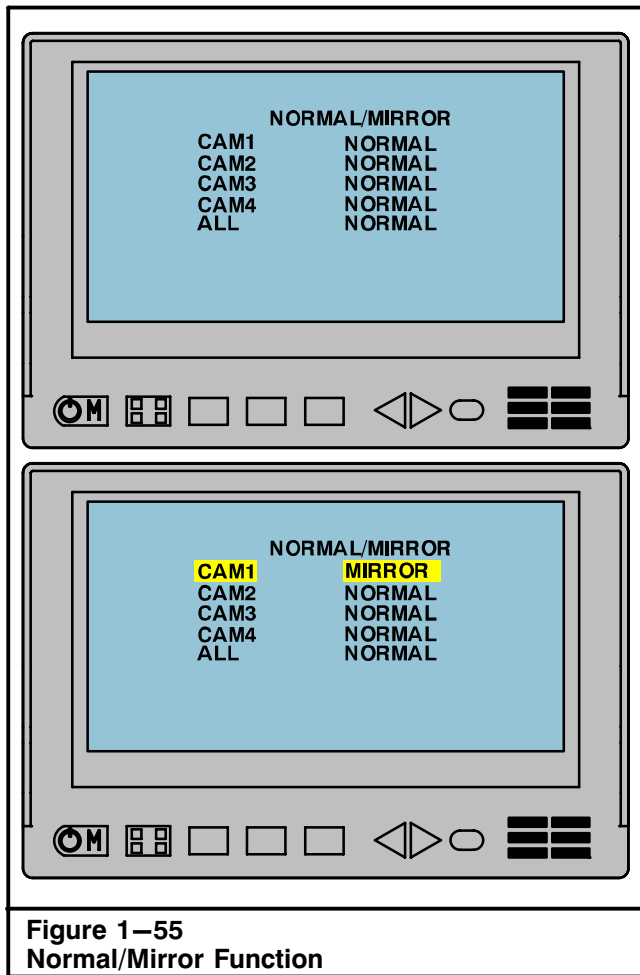 NORMAL/MIRROR
CAM1 NORMAL
CAM2 NORMAL
CAM3 NORMAL
CAM4 NORMAL
ALL NORMAL
M
NORMAL/MIRROR
CAM1 MIRROR
CAM2 NORMAL
CAM3 NORMAL
CAM4 NORMAL
ALL NORMAL
M
Figure 1–55
Normal/Mirror Function